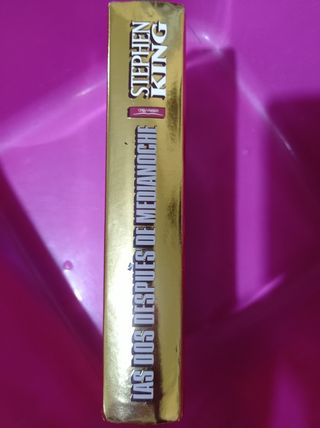 STEPHEN
KING
LAS DOS DESPUÉS DE MEDIANOCHE